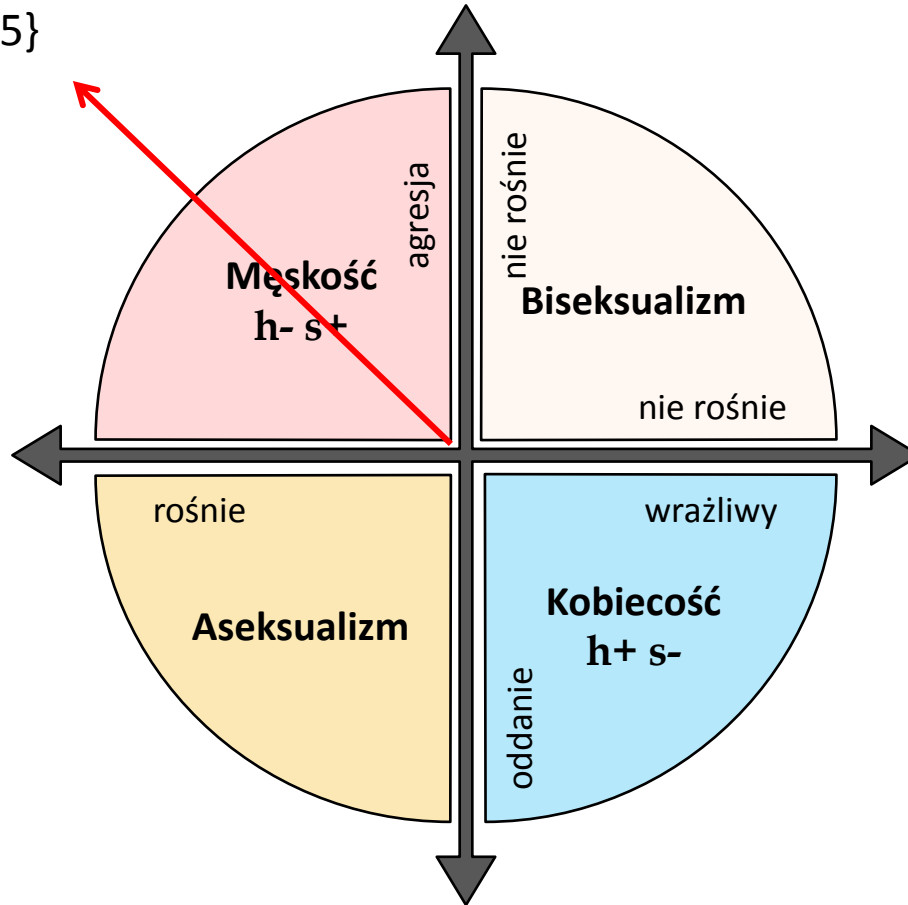 5}
agresja
nie rośnie
Męskość
h- s+
Biseksualizm
nie rośnie
rośnie
wrażliwy
Aseksualizm
Kobiecość
h+ s-
oddanie